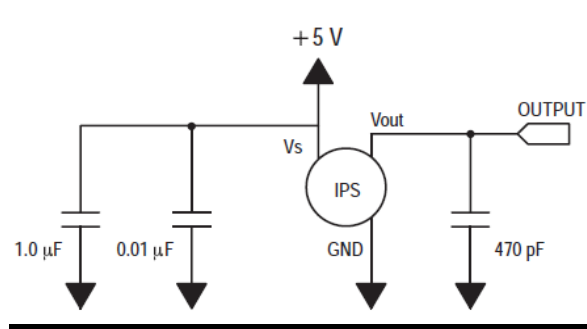 +5 V
OUTPUT
Vout
Vs
IPS
1.0 μF
0.01 μF
GND
470 pF